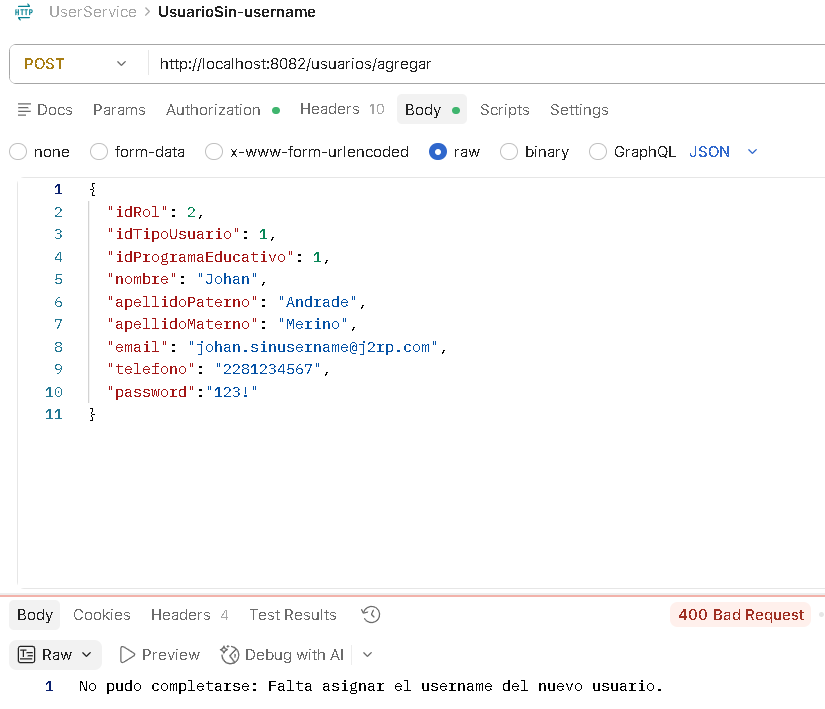 HTTP UserService > UsuarioSin-username
POST http://localhost:8082/usuarios/agregar
Docs Params Authorization Headers 10 Body Scripts Settings
none form-data x-www-form-urlencoded raw binary GraphQL JSON
1 {
2 "idRol": 2,
3 "idTipoUsuario": 1,
4 "idProgramaEducativo": 1,
5 "nombre": "Johan",
6 "apellidoPaterno": "Andrade",
7 "apellidoMaterno": "Merino",
8 "email": "johan.sinusername@j2rp.com",
9 "telefono": "2281234567",
10 "password":"123!"
11 }
Body Cookies Headers 4 Test Results 400 Bad Request
Raw Preview Debug with AI
1 No pudo completarse: Falta asignar el username del nuevo usuario.